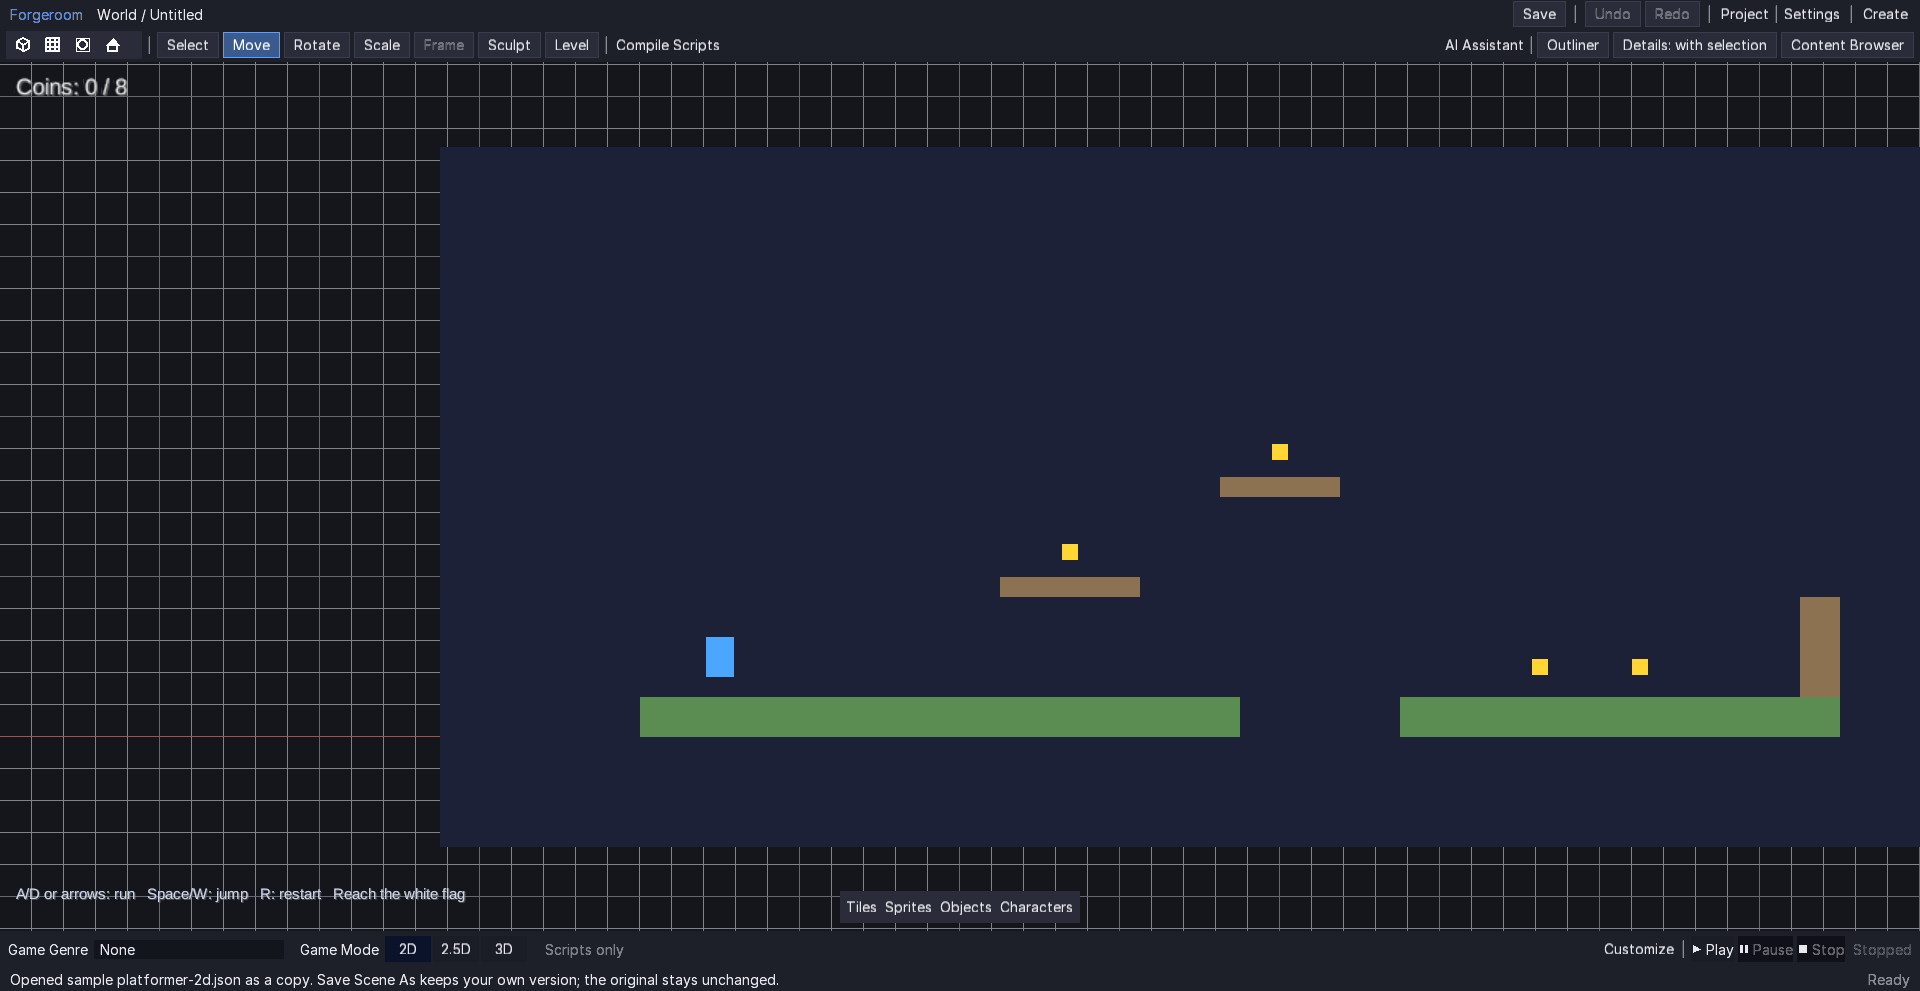 Forgeroom World / Untitled Save Undo Redo Project Settings Create
Select Move Rotate Scale Frame Sculpt Level Compile Scripts AI Assistant Outliner Details: with selection Content Browser
Coins: 0 / 8
A/D or arrows: run Space/W: jump R: restart Reach the white flag
Tiles Sprites Objects Characters
Game Genre None Game Mode 2D 2.5D 3D Scripts only Customize Play Pause Stop Stopped
Opened sample platformer-2d.json as a copy. Save Scene As keeps your own version; the original stays unchanged. Ready